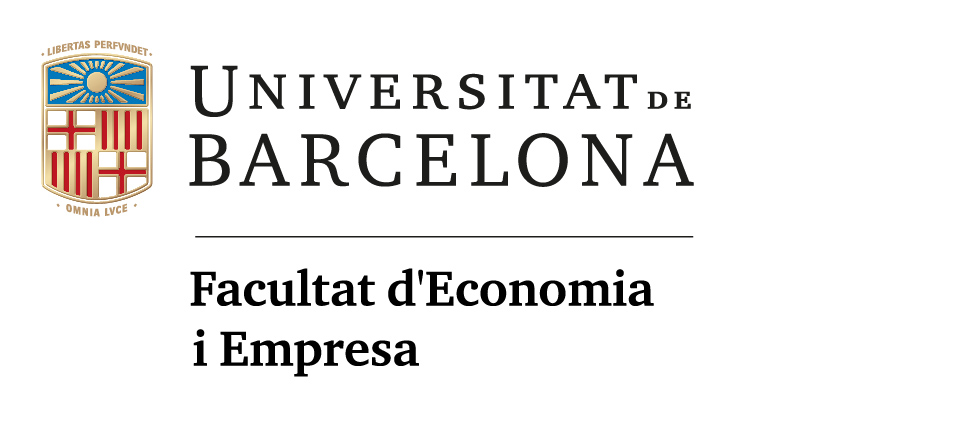 · LIBERTAS PERFVNDET ·
UNIVERSITAT DE
BARCELONA
· OMNIA LVCE ·
Facultat d'Economia
i Empresa